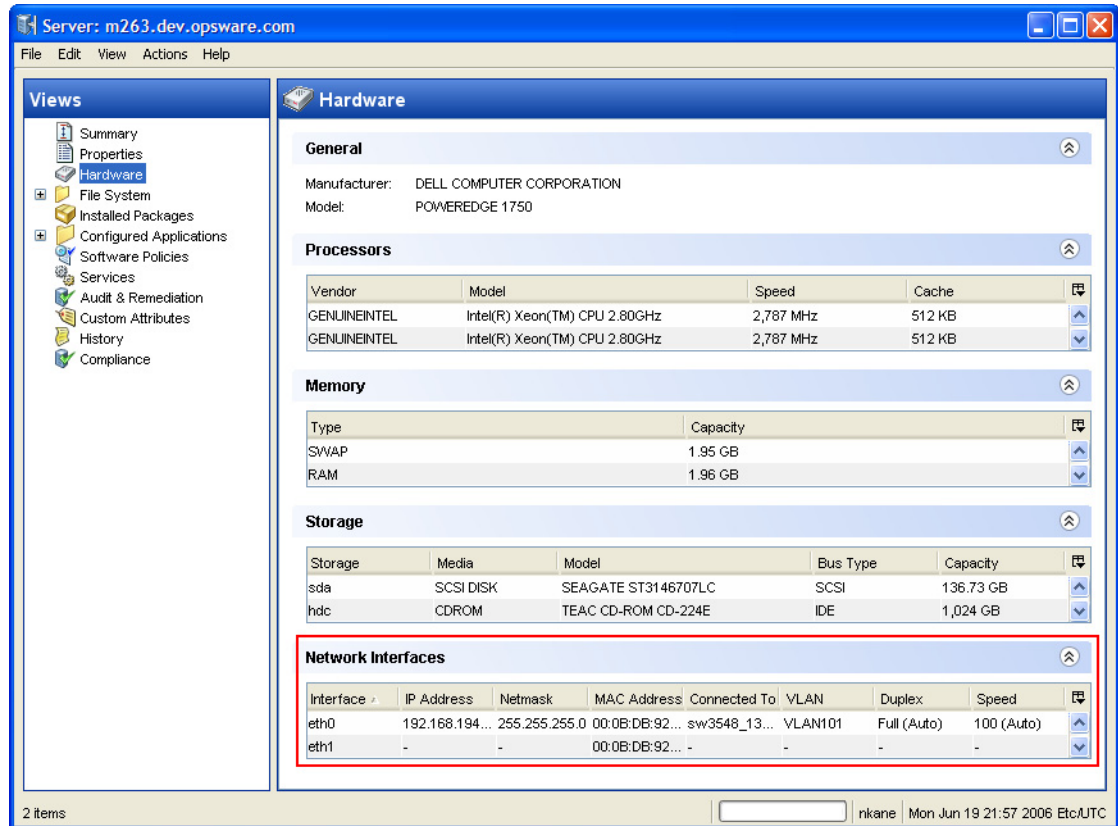 Server: m263.dev.opsware.com
File Edit View Actions Help
Views
Summary
Properties
Hardware
File System
Installed Packages
Configured Applications
Software Policies
Services
Audit & Remediation
Custom Attributes
History
Compliance
Hardware
General
Manufacturer: DELL COMPUTER CORPORATION
Model: POWEREDGE 1750
Processors
Vendor Model Speed Cache
GENUINEINTEL Intel(R) Xeon(TM) CPU 2.80GHz 2,787 MHz 512 KB
GENUINEINTEL Intel(R) Xeon(TM) CPU 2.80GHz 2,787 MHz 512 KB
Memory
Type Capacity
SWAP 1.95 GB
RAM 1.96 GB
Storage
Storage Media Model Bus Type Capacity
sda SCSI DISK SEAGATE ST3146707LC SCSI 136.73 GB
hdc CDROM TEAC CD-ROM CD-224E IDE 1,024 GB
Network Interfaces
Interface IP Address Netmask MAC Address Connected To VLAN Duplex Speed
eth0 192.168.194... 255.255.255.0 00:0B:DB:92... sw3548_13... VLAN101 Full (Auto) 100 (Auto)
eth1 - - 00:0B:DB:92... - - - -
2 items nkane Mon Jun 19 21:57 2006 Etc/UTC